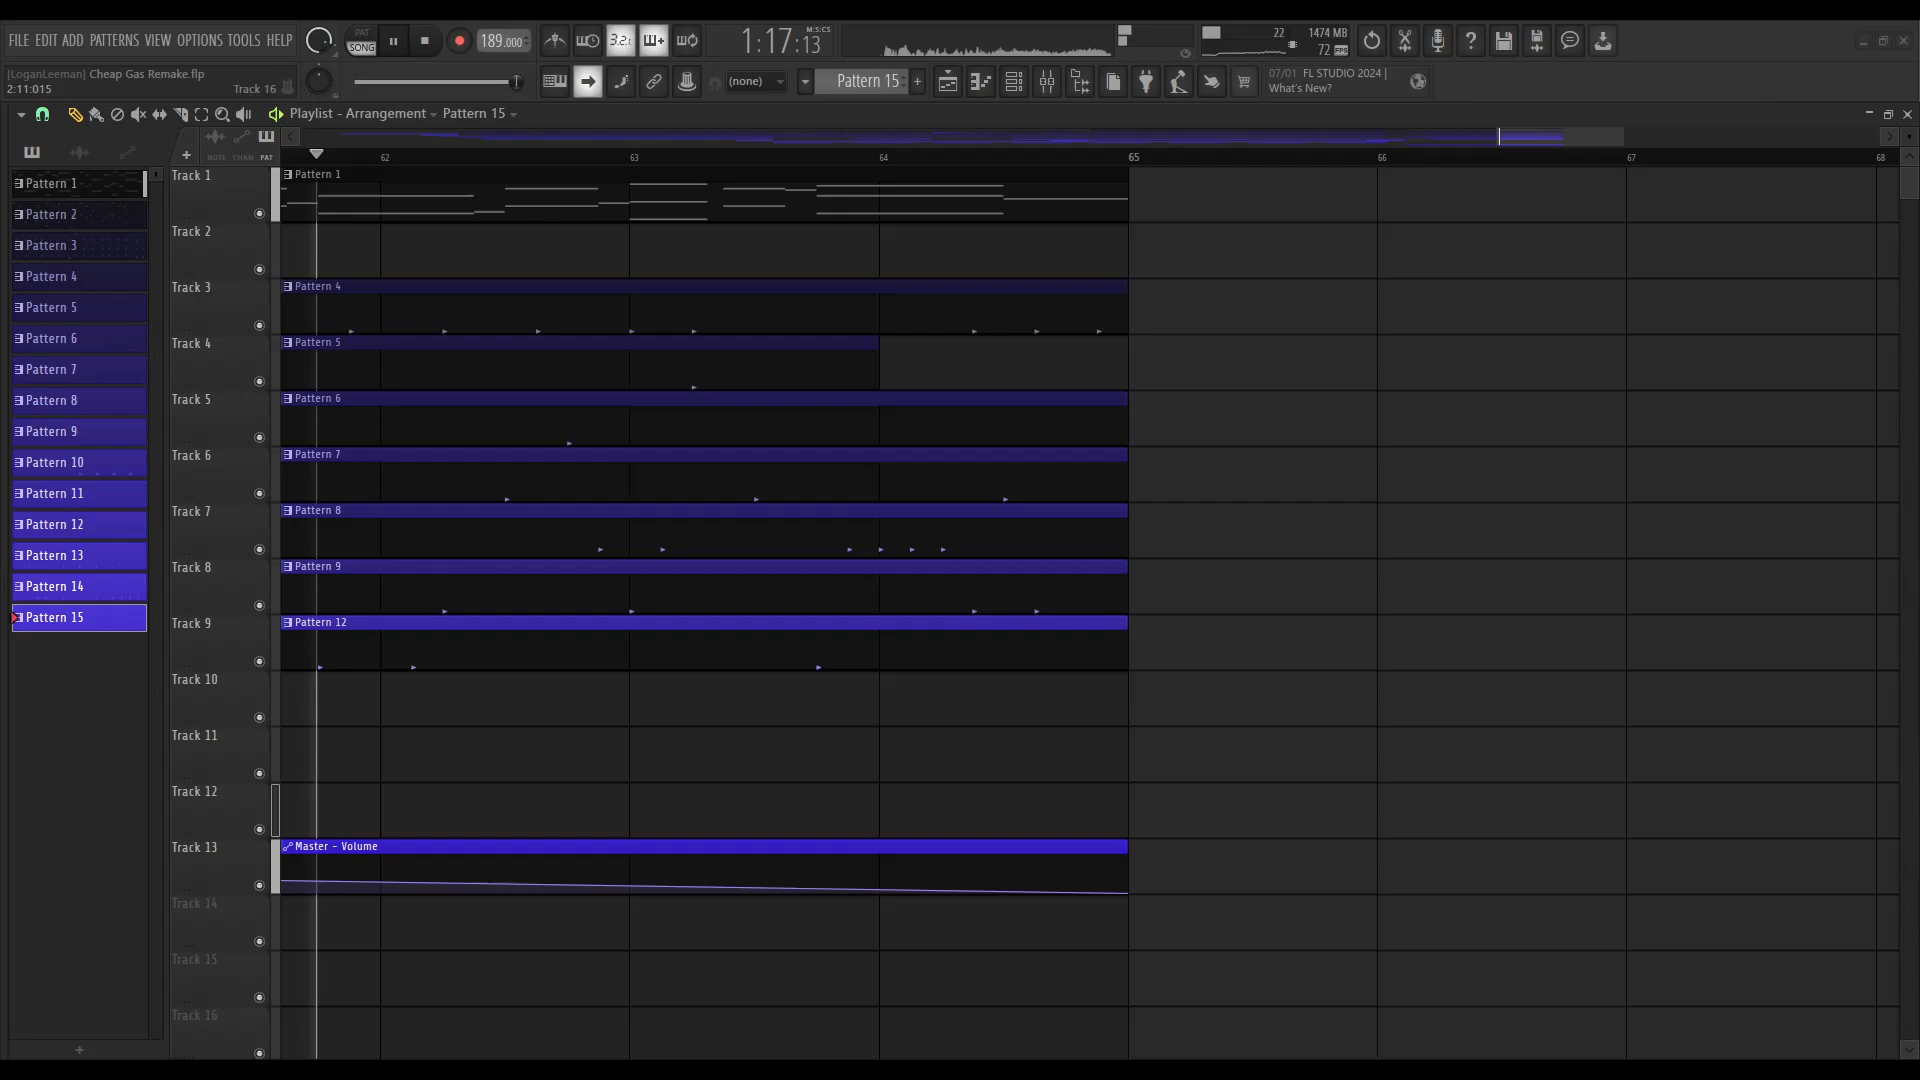 FILE EDIT ADD PATTERNS VIEW OPTIONS TOOLS HELP
PAT
SONG
189.000
3.2.
1:17:13
M:S:CS
22
1474 MB
72 FPS
[LoganLeeman] Cheap Gas Remake.flp
2:11:015
Track 16
(none)
Pattern 15
+
07/01 FL STUDIO 2024 |
What's New?
Playlist - Arrangement
Pattern 15
+
NOTE CHAN PAT
62
63
64
65
66
67
68
Pattern 1
Pattern 2
Pattern 3
Pattern 4
Pattern 5
Pattern 6
Pattern 7
Pattern 8
Pattern 9
Pattern 10
Pattern 11
Pattern 12
Pattern 13
Pattern 14
Pattern 15
+
Track 1
Pattern 1
Track 2
Track 3
Pattern 4
Track 4
Pattern 5
Track 5
Pattern 6
Track 6
Pattern 7
Track 7
Pattern 8
Track 8
Pattern 9
Track 9
Pattern 12
Track 10
Track 11
Track 12
Track 13
Master - Volume
Track 14
Track 15
Track 16